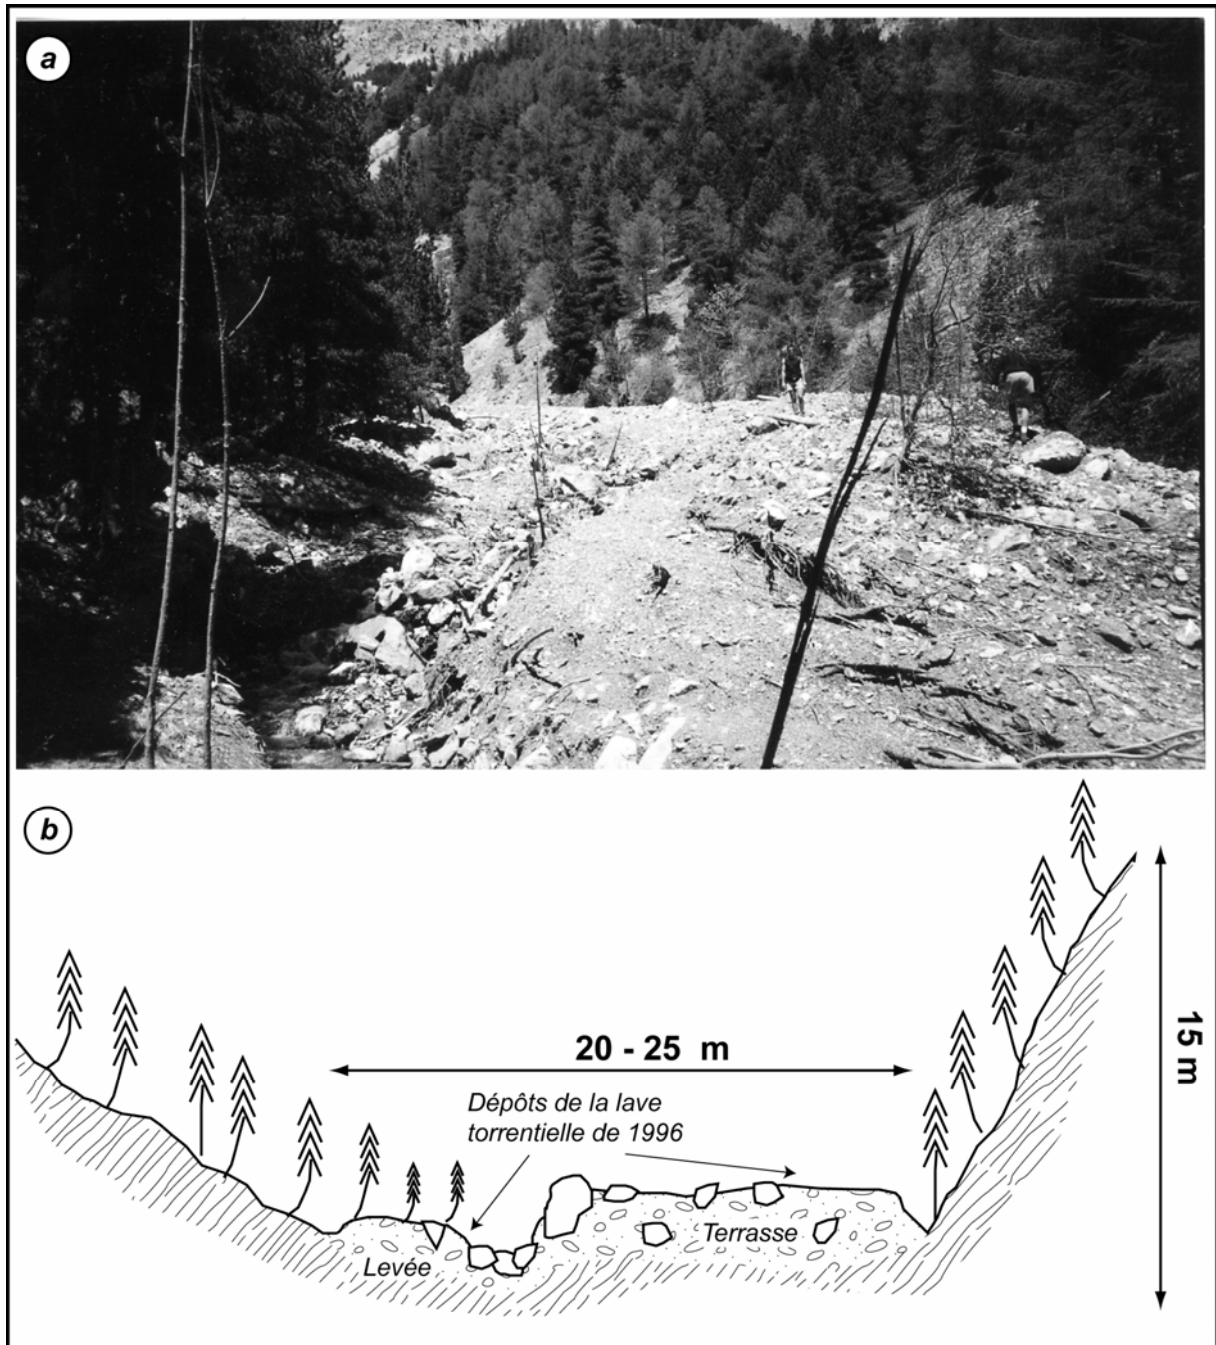 a
b
20 - 25 m
15 m
Dépôts de la lave
torrentielle de 1996
Terrasse
Levée